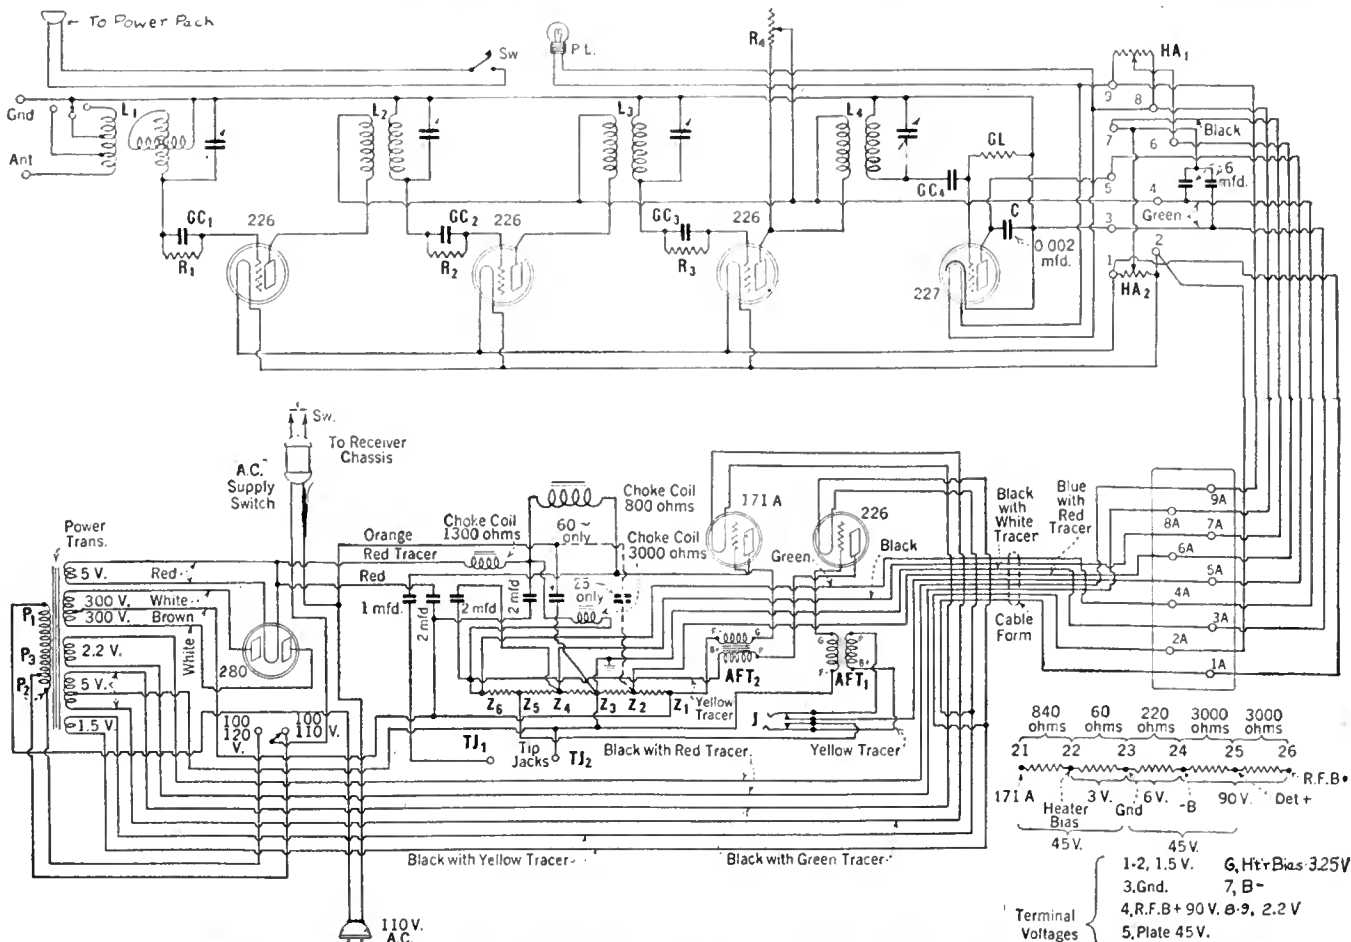 To Power Pach
Sw
Pt.
R4
HA1
9
8
Gnd
L1
L2
L3
L4
GL
7
Black
6
Ant
5
4
.6
mfd.
GC4
GC1
226
GC2
226
GC3
226
C
3
Green
2
R1
R2
R3
0.002
mfd.
1
227
HA2
Sw.
To Receiver
Chassis
A.C.
Supply
Switch
Choke Coil
800 ohms
171 A
226
Black
with
White
Tracer
Blue
with
Red
Tracer
9A
8A
7A
Power
Trans.
Orange
Choke Coil
1300 ohms
60~
only
Choke Coil
3000 ohms
Red Tracer
Green
Black
6A
5 V.
Red
Red
25
only
5A
300 V.
White
1 mfd.
2 mfd
2 mfd
2 mfd
4A
P1
300 V.
Brown
Cable
Form
3A
P3
2.2 V.
White
280
F
G
B+
P
G
P
F
B+
2A
P2
5 V.
AFT2
AFT1
1A
Z6
Z5
Z4
Z3
Z2
Z1
Yellow
Tracer
1.5 V
100
120
V.
100
110
V.
TJ1
Tip
Jacks
TJ2
Black with Red Tracer
J
Yellow Tracer
840
ohms
60
ohms
220
ohms
3000
ohms
3000
ohms
21
22
23
24
25
26
R.F.B+
171 A
Heater
Bias
3 V.
Gnd
6 V.
-B
90 V.
Det +
45 V.
45 V.
Black with Yellow Tracer
Black with Green Tracer
110 V.
A.C.
Terminal
Voltages
1-2, 1.5 V.
6, Ht'r Bias-3.25V
3.Gnd.
7, B-
4,R.F.B+ 90 V.
8-9, 2.2 V
5,Plate 45 V.